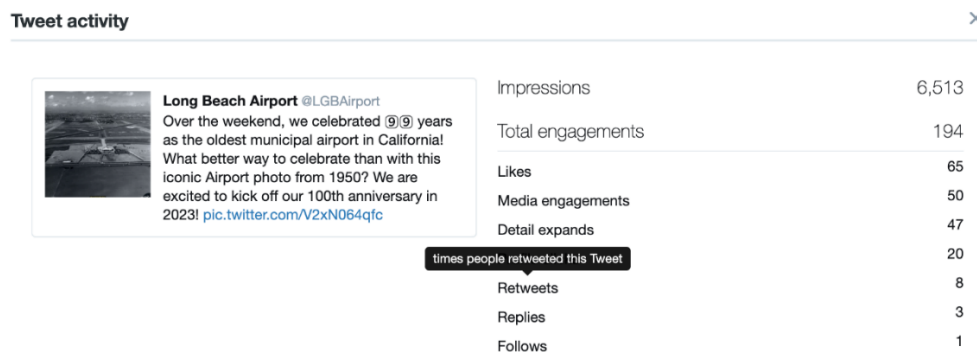 Tweet activity
Long Beach Airport @LGBAirport
Over the weekend, we celebrated 9️⃣9️⃣ years
as the oldest municipal airport in California!
What better way to celebrate than with this
iconic Airport photo from 1950? We are
excited to kick off our 100th anniversary in
2023! pic.twitter.com/V2xN064qfc
Impressions 6,513
Total engagements 194
Likes 65
Media engagements 50
Detail expands 47
20
times people retweeted this Tweet
Retweets 8
Replies 3
Follows 1